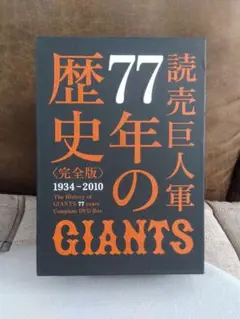 読売巨人軍
77年の
歴史
〈完全版〉
1934-2010
The History of
GIANTS 77 years
Complete DVD-Box
GIANTS